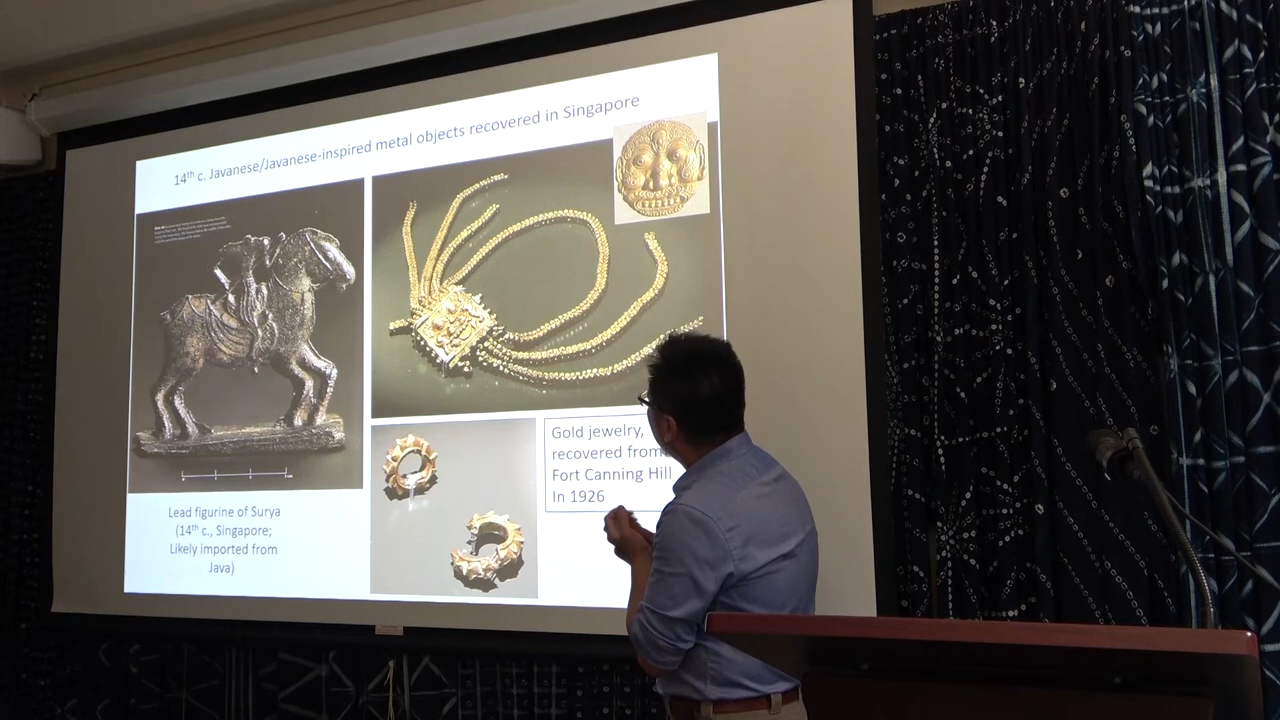 14th c. Javanese/Javanese-inspired metal objects recovered in Singapore
Gold jewelry,
recovered from
Fort Canning Hill
In 1926
Lead figurine of Surya
(14th c., Singapore;
Likely imported from
Java)